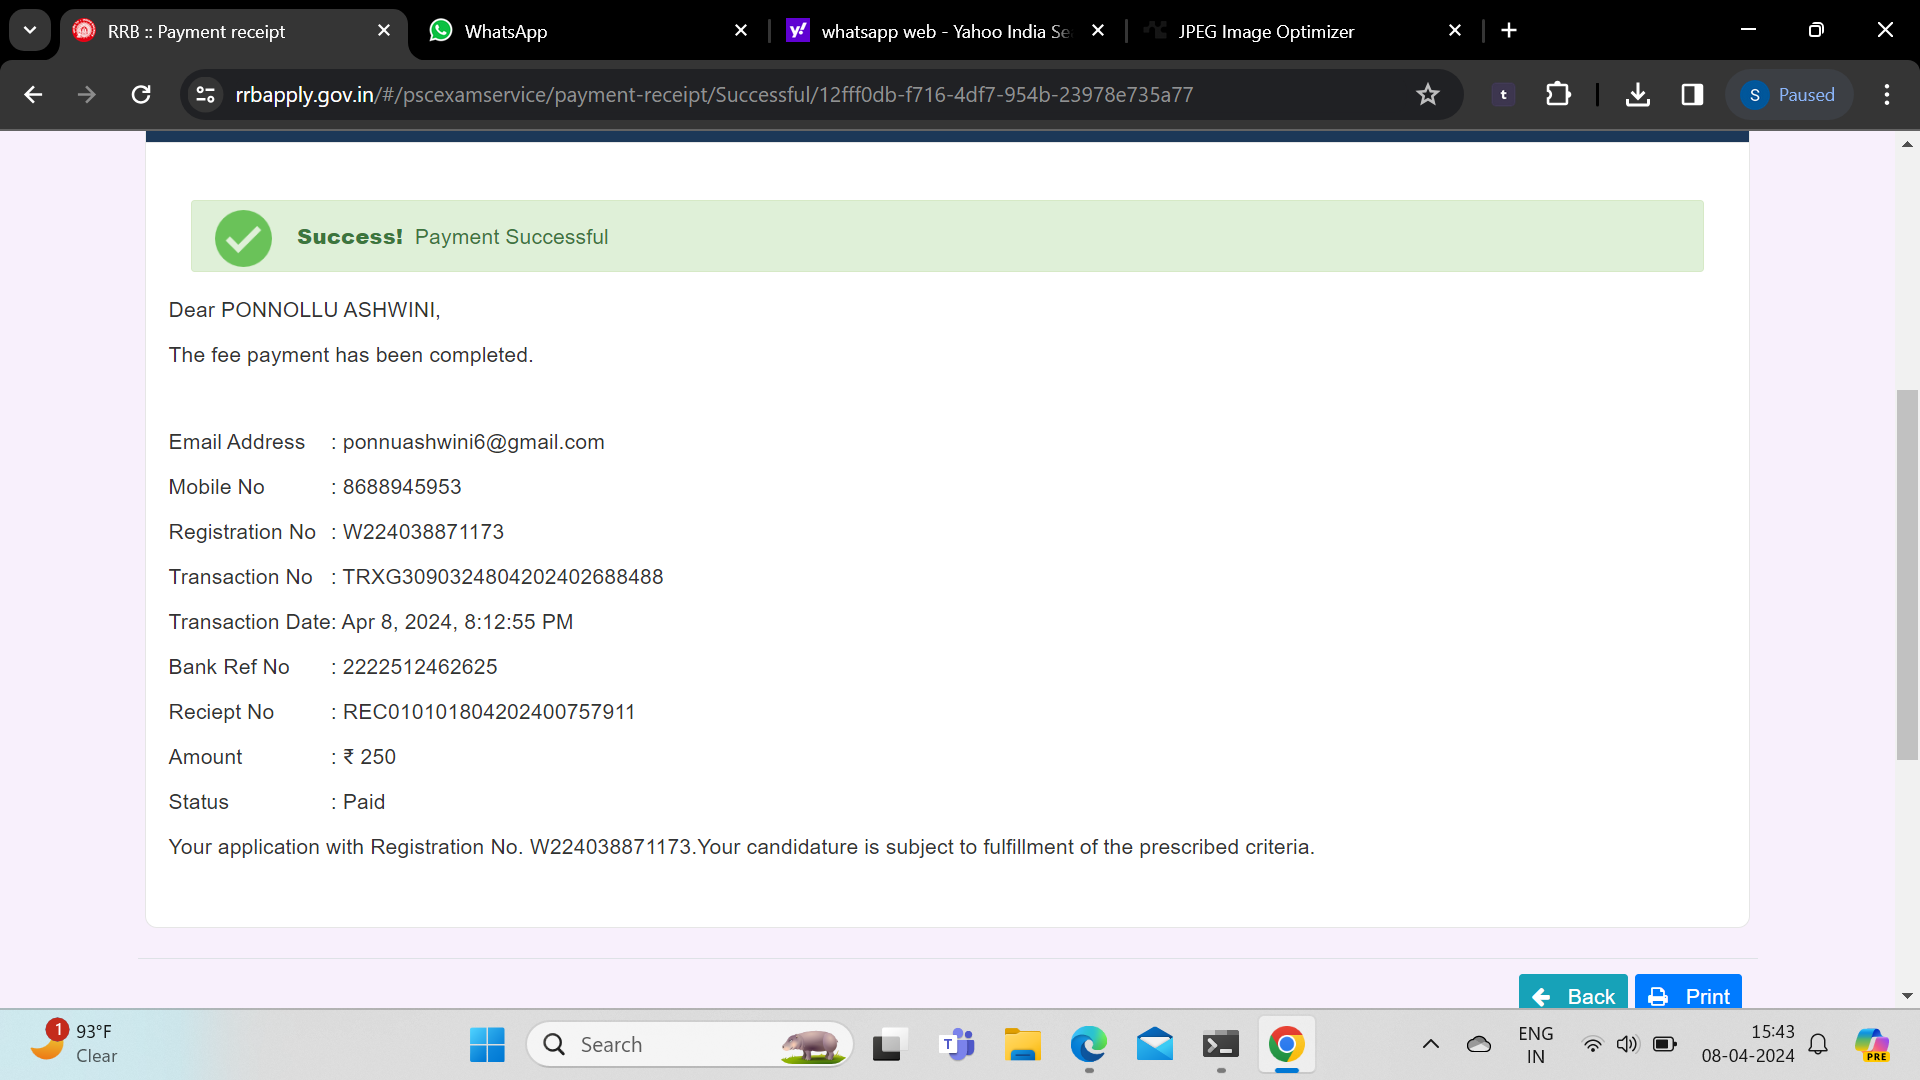 RRB :: Payment receipt
WhatsApp
whatsapp web - Yahoo India Se
JPEG Image Optimizer
rrbapply.gov.in/#/pscexamservice/payment-receipt/Successful/12fff0db-f716-4df7-954b-23978e735a77
t
S Paused
Success! Payment Successful
Dear PONNOLLU ASHWINI,
The fee payment has been completed.
Email Address : ponnuashwini6@gmail.com
Mobile No : 8688945953
Registration No : W224038871173
Transaction No : TRXG3090324804202402688488
Transaction Date: Apr 8, 2024, 8:12:55 PM
Bank Ref No : 2222512462625
Reciept No : REC010101804202400757911
Amount : ₹ 250
Status : Paid
Your application with Registration No. W224038871173.Your candidature is subject to fulfillment of the prescribed criteria.
Back
Print
1
93°F
Clear
Search
ENG
IN
15:43
08-04-2024
PRE